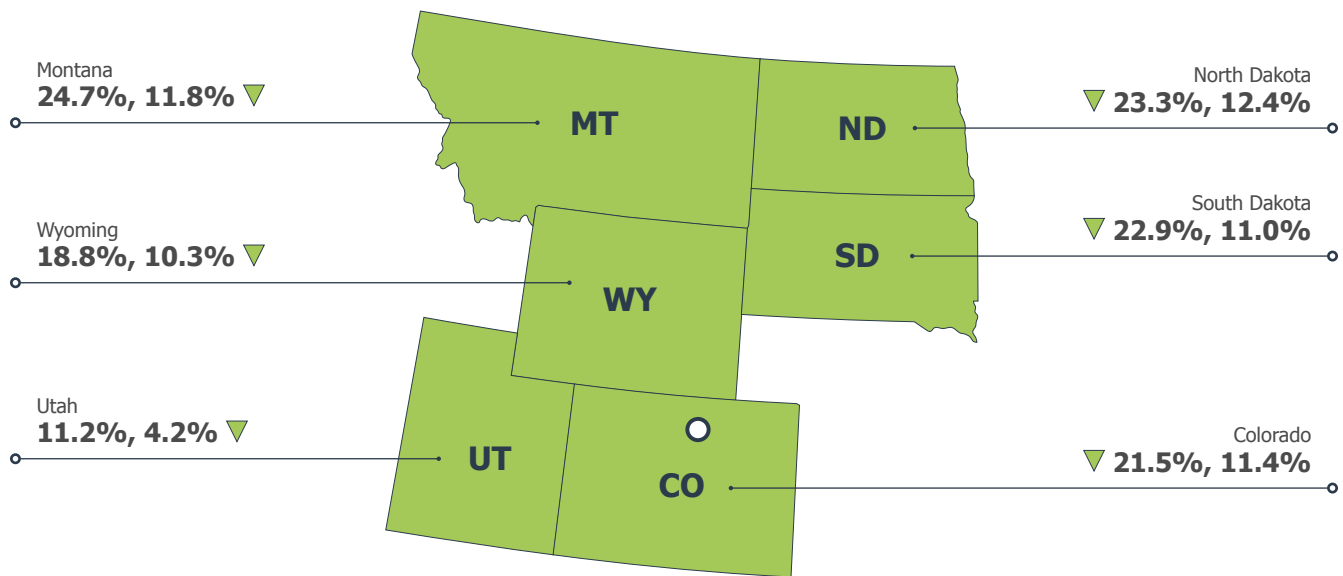 Montana
24.7%, 11.8%
North Dakota
23.3%, 12.4%
MT
ND
Wyoming
18.8%, 10.3%
South Dakota
22.9%, 11.0%
SD
WY
Utah
11.2%, 4.2%
Colorado
21.5%, 11.4%
UT
CO